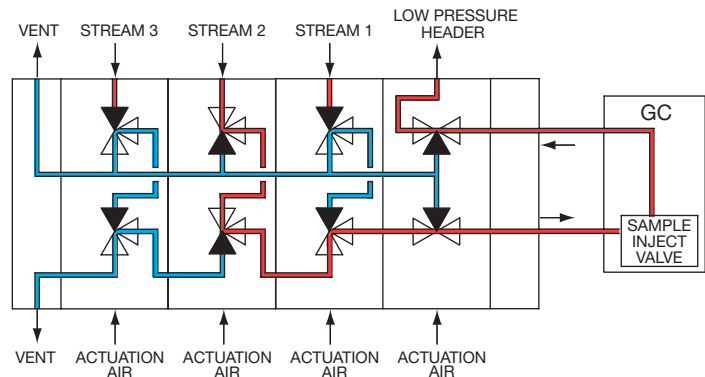 VENT
STREAM 3
STREAM 2
STREAM 1
LOW PRESSURE
HEADER
GC
SAMPLE
INJECT
VALVE
VENT
ACTUATION
AIR
ACTUATION
AIR
ACTUATION
AIR
ACTUATION
AIR